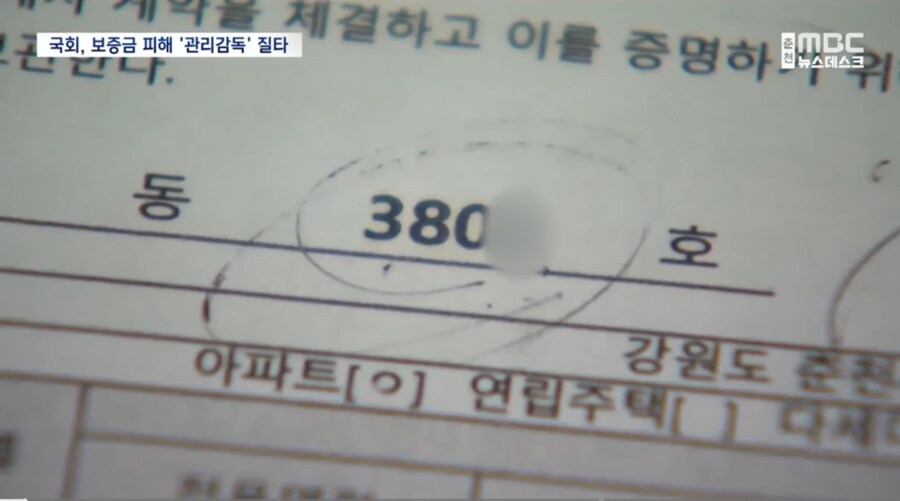 국회, 보증금 피해 '관리감독' 질타
춘천 MBC
뉴스데스크
계약을 체결하고 이를 증명하기 위
보관한다.
동 380 호
강원도 춘천
아파트[ㅇ] 연립주택[ ] 다세대